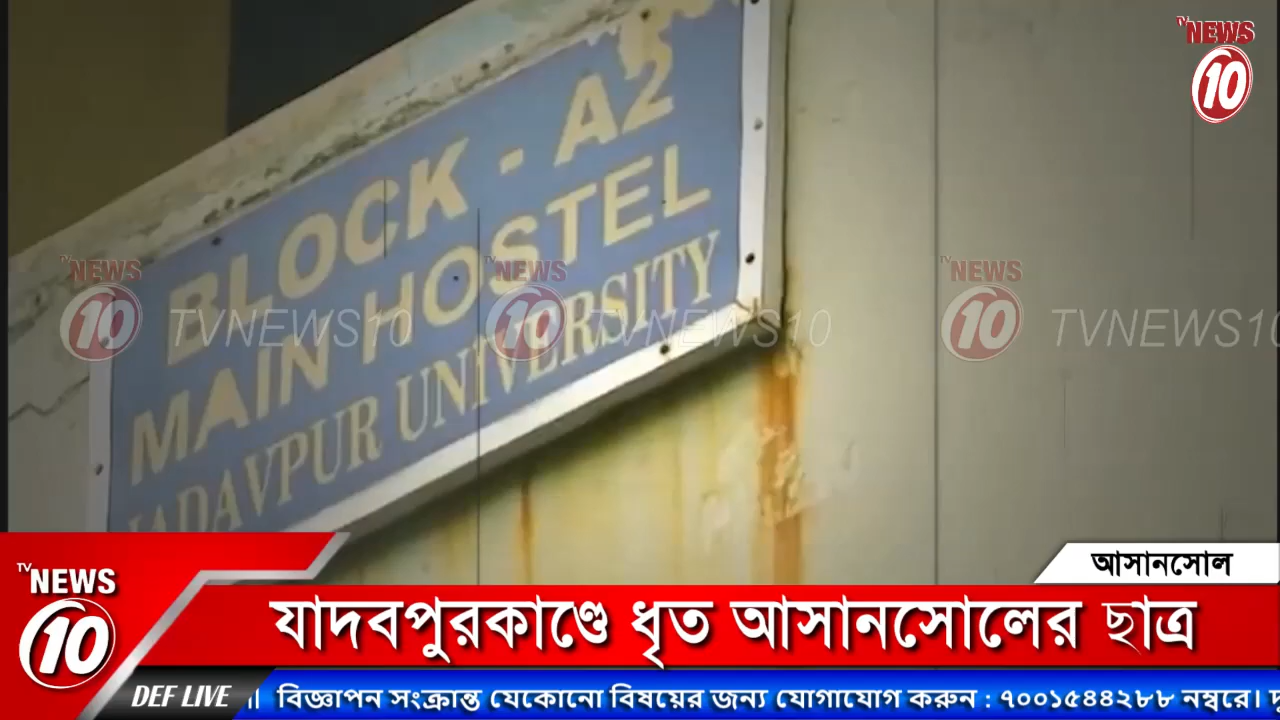 TV NEWS
10
BLOCK - A2
MAIN HOSTEL
JADAVPUR UNIVERSITY
TV NEWS
10 TVNEWS10
TV NEWS
10 TVNEWS10
TV NEWS
10 TVNEWS10
আসানসোল
TV NEWS
10
যাদবপুরকাণ্ডে ধৃত আসানসোলের ছাত্র
DEF LIVE
বিজ্ঞাপন সংক্রান্ত যেকোনো বিষয়ের জন্য যোগাযোগ করুন : ৭০০১৫৪৪২৮৮ নম্বরে।